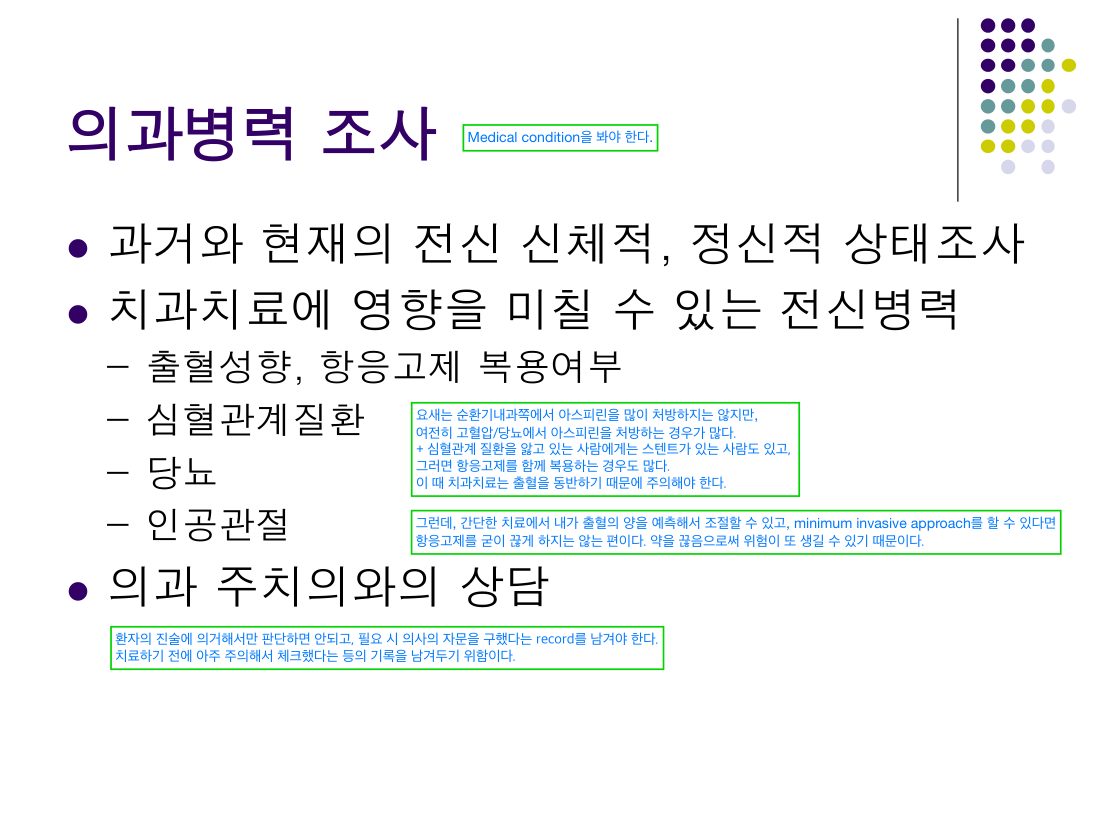 의과병력 조사
Medical condition을 봐야 한다.
● 과거와 현재의 전신 신체적, 정신적 상태조사
● 치과치료에 영향을 미칠 수 있는 전신병력
– 출혈성향, 항응고제 복용여부
– 심혈관계질환
– 당뇨
– 인공관절
요새는 순환기내과쪽에서 아스피린을 많이 처방하지는 않지만,
여전히 고혈압/당뇨에서 아스피린을 처방하는 경우가 많다.
+ 심혈관계 질환을 앓고 있는 사람에게는 스텐트가 있는 사람도 있고,
그러면 항응고제를 함께 복용하는 경우도 많다.
이 때 치과치료는 출혈을 동반하기 때문에 주의해야 한다.
그런데, 간단한 치료에서 내가 출혈의 양을 예측해서 조절할 수 있고, minimum invasive approach를 할 수 있다면
항응고제를 굳이 끊게 하지는 않는 편이다. 약을 끊음으로써 위험이 또 생길 수 있기 때문이다.
● 의과 주치의와의 상담
환자의 진술에 의거해서만 판단하면 안되고, 필요 시 의사의 자문을 구했다는 record를 남겨야 한다.
치료하기 전에 아주 주의해서 체크했다는 등의 기록을 남겨두기 위함이다.